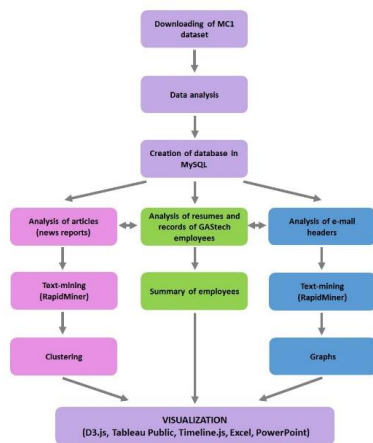 Downloading of MC1
dataset
Data analysis
Creation of database in
MySQL
Analysis of articles
(news reports)
Analysis of resumes and
records of GAStech
employees
Analysis of e-mail
headers
Text-mining
(RapidMiner)
Summary of employees
Text-mining
(RapidMiner)
Clustering
Graphs
VISUALIZATION
(D3.js, Tableau Public, Timeline.js, Excel, PowerPoint)